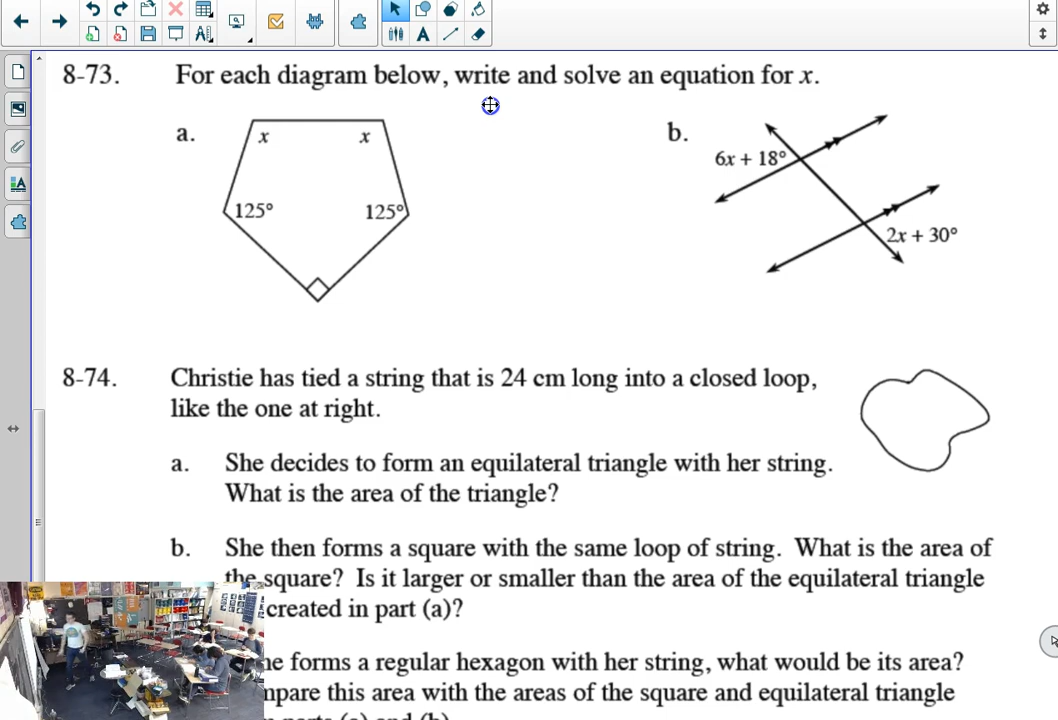 8-73. For each diagram below, write and solve an equation for x.
a.
x x
125° 125°
b.
6x + 18°
2x + 30°
8-74. Christie has tied a string that is 24 cm long into a closed loop,
like the one at right.
a. She decides to form an equilateral triangle with her string.
What is the area of the triangle?
b. She then forms a square with the same loop of string. What is the area of
the square? Is it larger or smaller than the area of the equilateral triangle
created in part (a)?
forms a regular hexagon with her string, what would be its area?
this area with the areas of the square and equilateral triangle
(a) and (b).